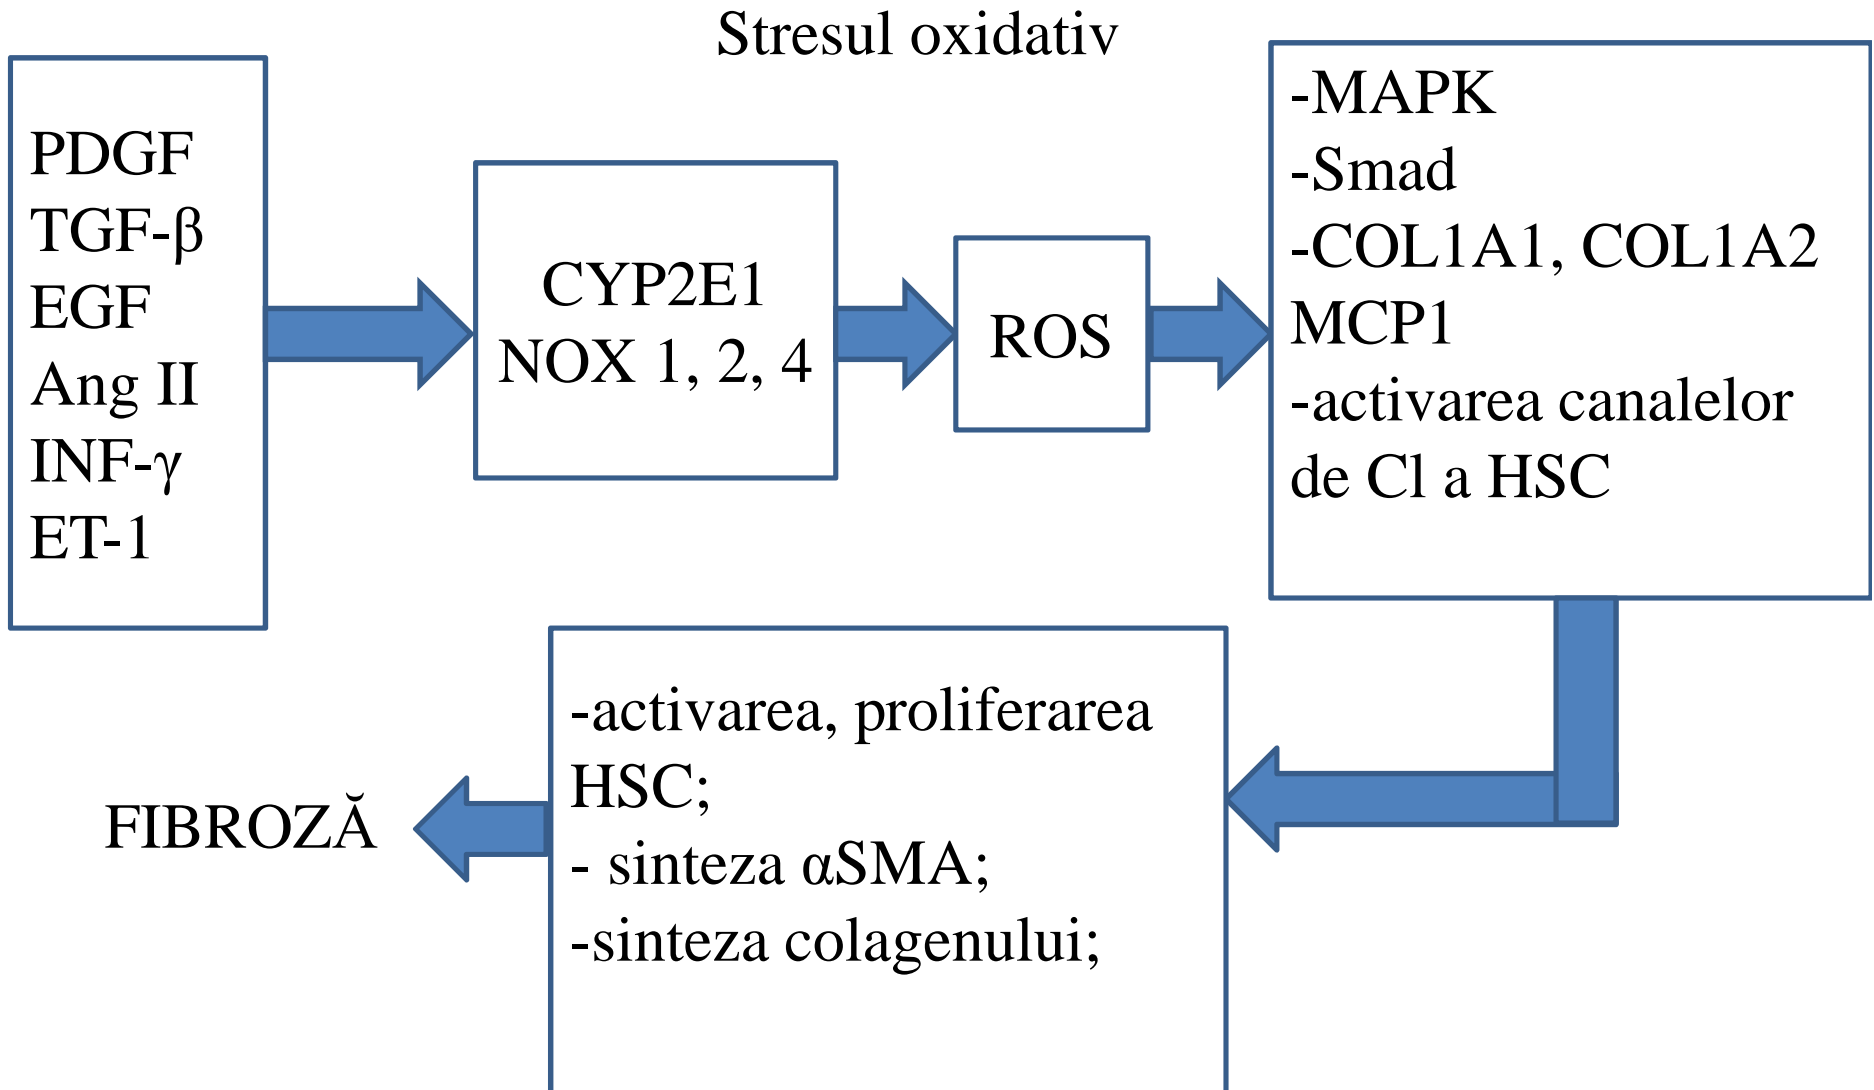 Stresul oxidativ
PDGF
TGF-β
EGF
Ang II
INF-γ
ET-1
CYP2E1
NOX 1, 2, 4
ROS
-MAPK
-Smad
-COL1A1, COL1A2
MCP1
-activarea canalelor
de Cl a HSC
-activarea, proliferarea
HSC;
- sinteza αSMA;
-sinteza colagenului;
FIBROZĂ